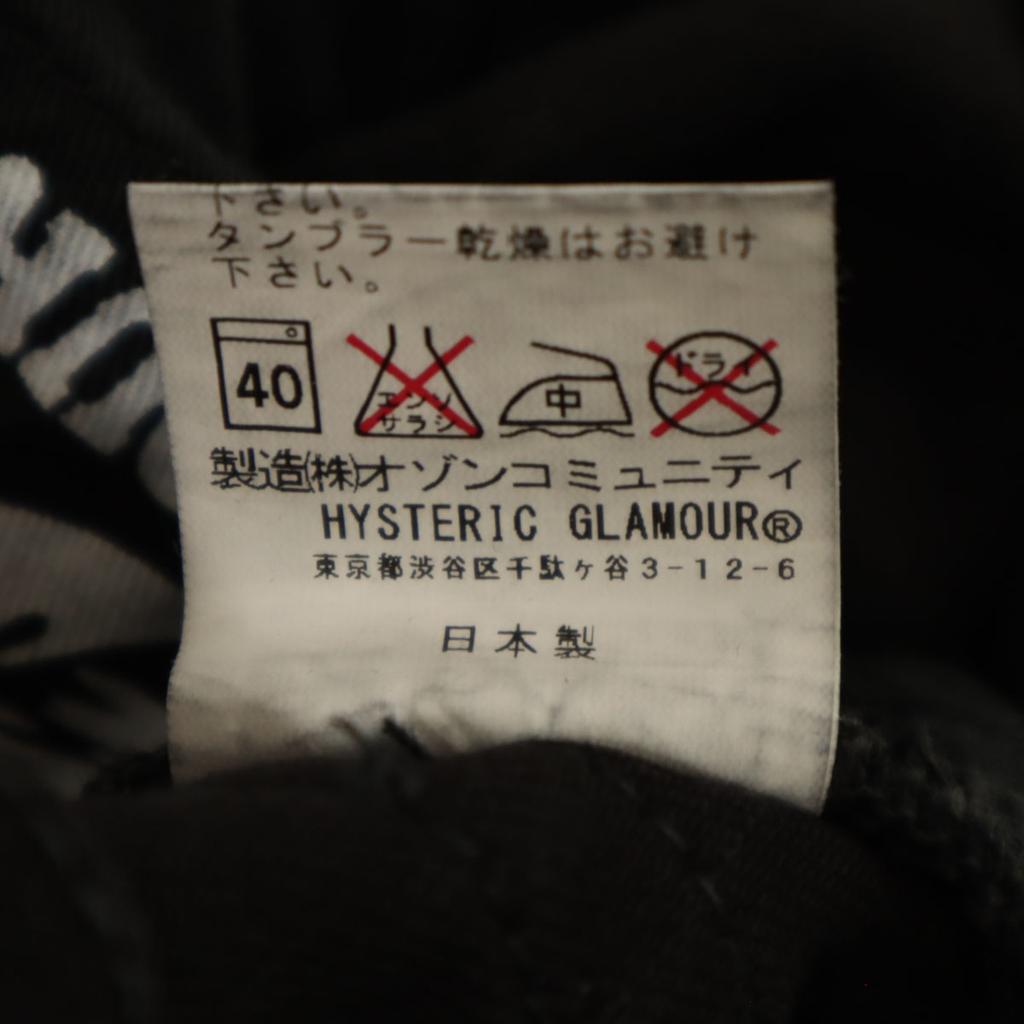 下さい。
タンブラー乾燥はお避け
下さい。
40
エンソ
サラシ
中
ドライ
製造(株)オゾンコミュニティ
HYSTERIC GLAMOUR®
東京都渋谷区千駄ヶ谷3-12-6
日本製